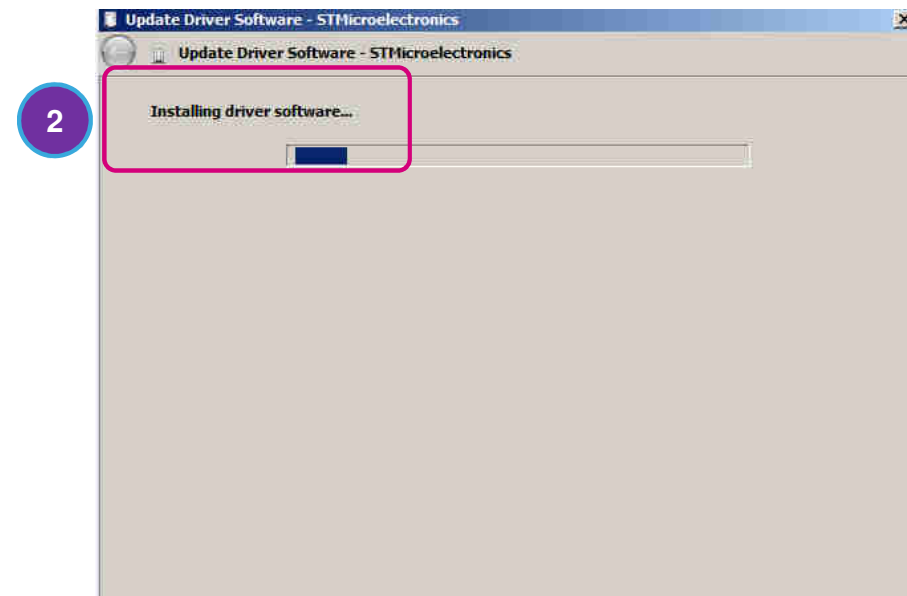 Update Driver Software - STMicroelectronics
Update Driver Software - STMicroelectronics
2
Installing driver software...